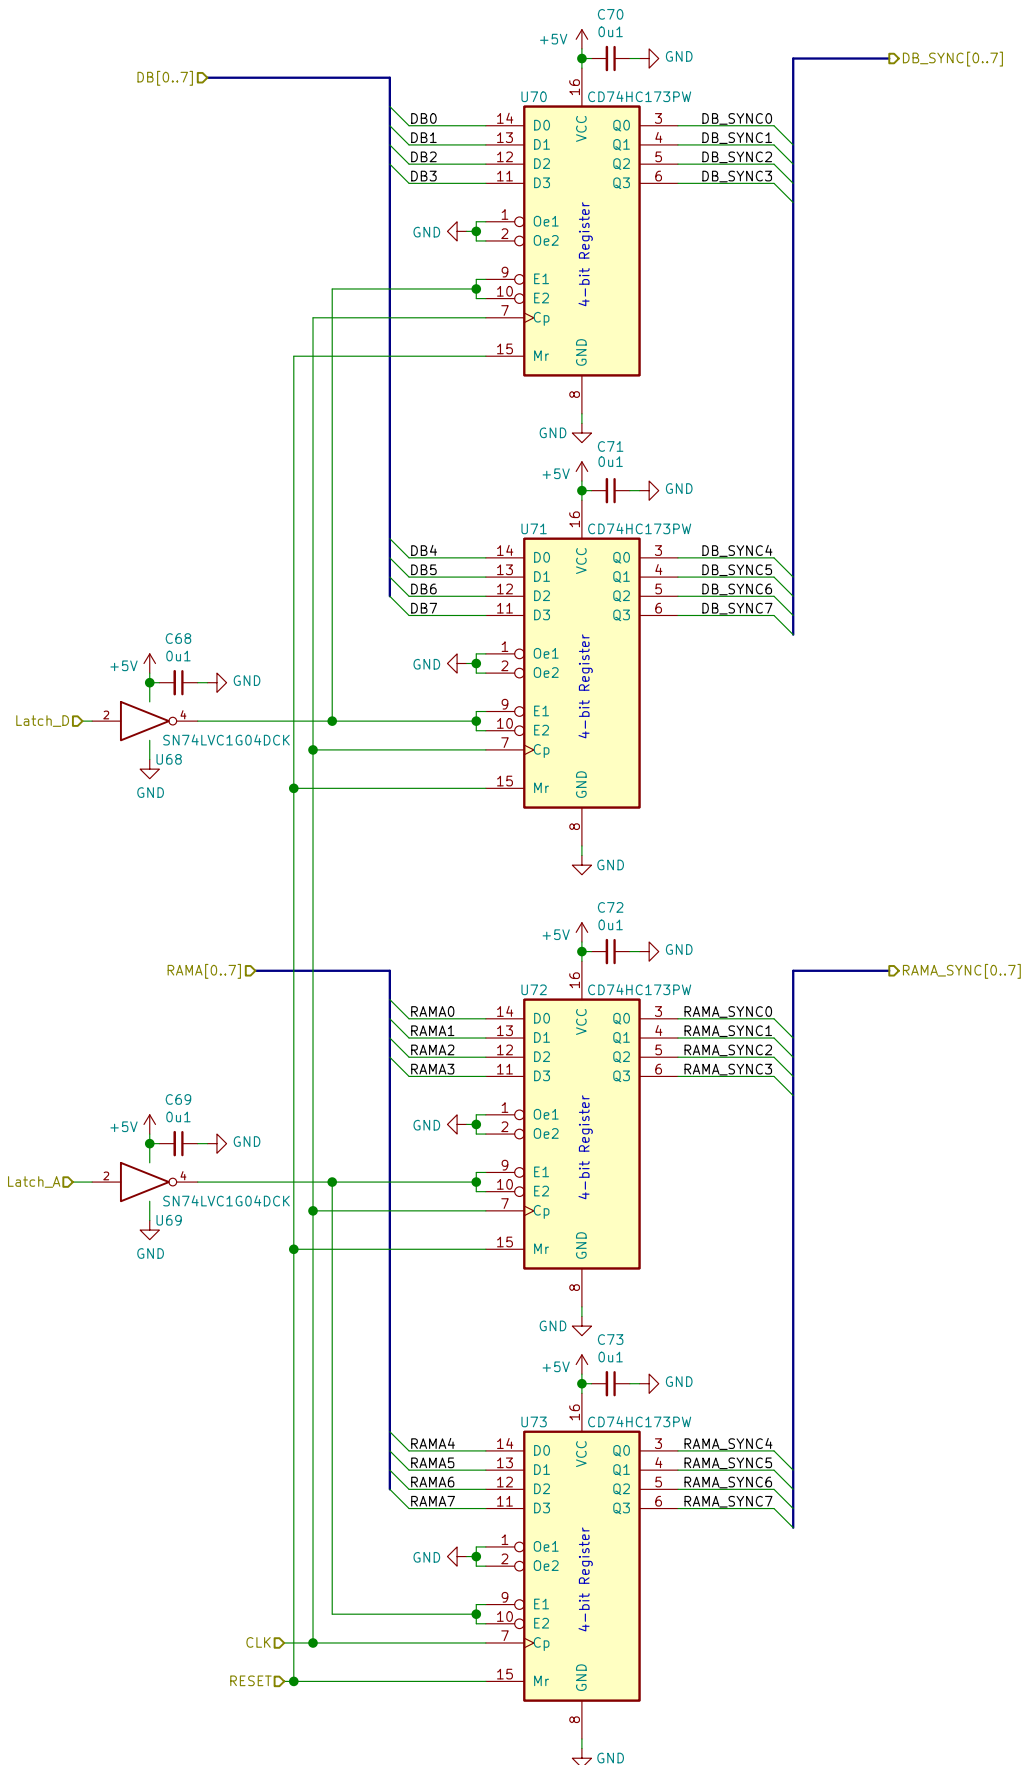 C70
0u1
+5V
GND
DB_SYNC[0..7]
DB[0..7]
16
U70
CD74HC173PW
DB0 14 D0 VCC Q0 3 DB_SYNC0
DB1 13 D1 Q1 4 DB_SYNC1
DB2 12 D2 Q2 5 DB_SYNC2
DB3 11 D3 Q3 6 DB_SYNC3
GND
1 Oe1
2 Oe2
4-bit Register
9 E1
10 E2
7 Cp
15 Mr
GND
8
GND
C71
0u1
+5V
GND
16
U71
CD74HC173PW
DB4 14 D0 VCC Q0 3 DB_SYNC4
DB5 13 D1 Q1 4 DB_SYNC5
DB6 12 D2 Q2 5 DB_SYNC6
DB7 11 D3 Q3 6 DB_SYNC7
C68
0u1
+5V
GND
GND
1 Oe1
2 Oe2
4-bit Register
Latch_D 2 4
SN74LVC1G04DCK
U68
GND
9 E1
10 E2
7 Cp
15 Mr
GND
8
GND
C72
0u1
+5V
GND
RAMA[0..7]
RAMA_SYNC[0..7]
16
U72
CD74HC173PW
RAMA0 14 D0 VCC Q0 3 RAMA_SYNC0
RAMA1 13 D1 Q1 4 RAMA_SYNC1
RAMA2 12 D2 Q2 5 RAMA_SYNC2
RAMA3 11 D3 Q3 6 RAMA_SYNC3
C69
0u1
+5V
GND
GND
1 Oe1
2 Oe2
4-bit Register
Latch_A 2 4
SN74LVC1G04DCK
U69
GND
9 E1
10 E2
7 Cp
15 Mr
GND
8
GND
C73
0u1
+5V
GND
16
U73
CD74HC173PW
RAMA4 14 D0 VCC Q0 3 RAMA_SYNC4
RAMA5 13 D1 Q1 4 RAMA_SYNC5
RAMA6 12 D2 Q2 5 RAMA_SYNC6
RAMA7 11 D3 Q3 6 RAMA_SYNC7
GND
1 Oe1
2 Oe2
4-bit Register
9 E1
10 E2
CLK 7 Cp
RESET 15 Mr
GND
8
GND